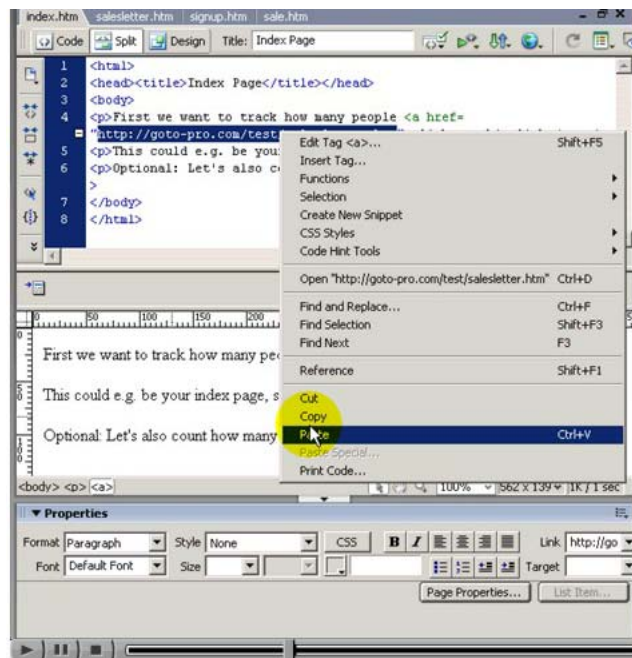 index.htm salesletter.htm signup.htm sale.htm
Code Split Design Title: Index Page
1 <html>
2 <head><title>Index Page</title></head>
3 <body>
4 <p>First we want to track how many people <a href=
"http://goto-pro.com/test/
5 <p>This could e.g. be your
6 <p>Optional: Let's also c
>
7 </body>
8 </html>
Edit Tag <a>... Shift+F5
Insert Tag...
Functions
Selection
Create New Snippet
CSS Styles
Code Hint Tools
Open "http://goto-pro.com/test/salesletter.htm" Ctrl+D
Find and Replace... Ctrl+F
Find Selection Shift+F3
Find Next F3
Reference Shift+F1
Cut
Copy
Paste Ctrl+V
Paste Special...
Print Code...
0 50 100 150 200
First we want to track how many pe
This could e.g. be your index page, s
Optional: Let's also count how many
<body> <p> <a> 100% 562 x 139 1K / 1 sec
Properties
Format Paragraph Style None CSS B I Link http://go
Font Default Font Size Target
Page Properties... List Item...